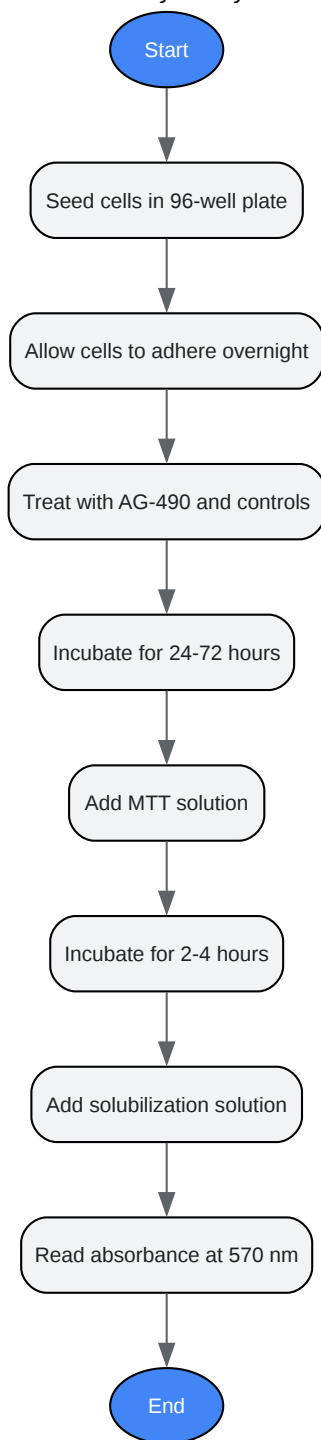 Start
Seed cells in 96-well plate
Allow cells to adhere overnight
Treat with AG-490 and controls
Incubate for 24-72 hours
Add MTT solution
Incubate for 2-4 hours
Add solubilization solution
Read absorbance at 570 nm
End